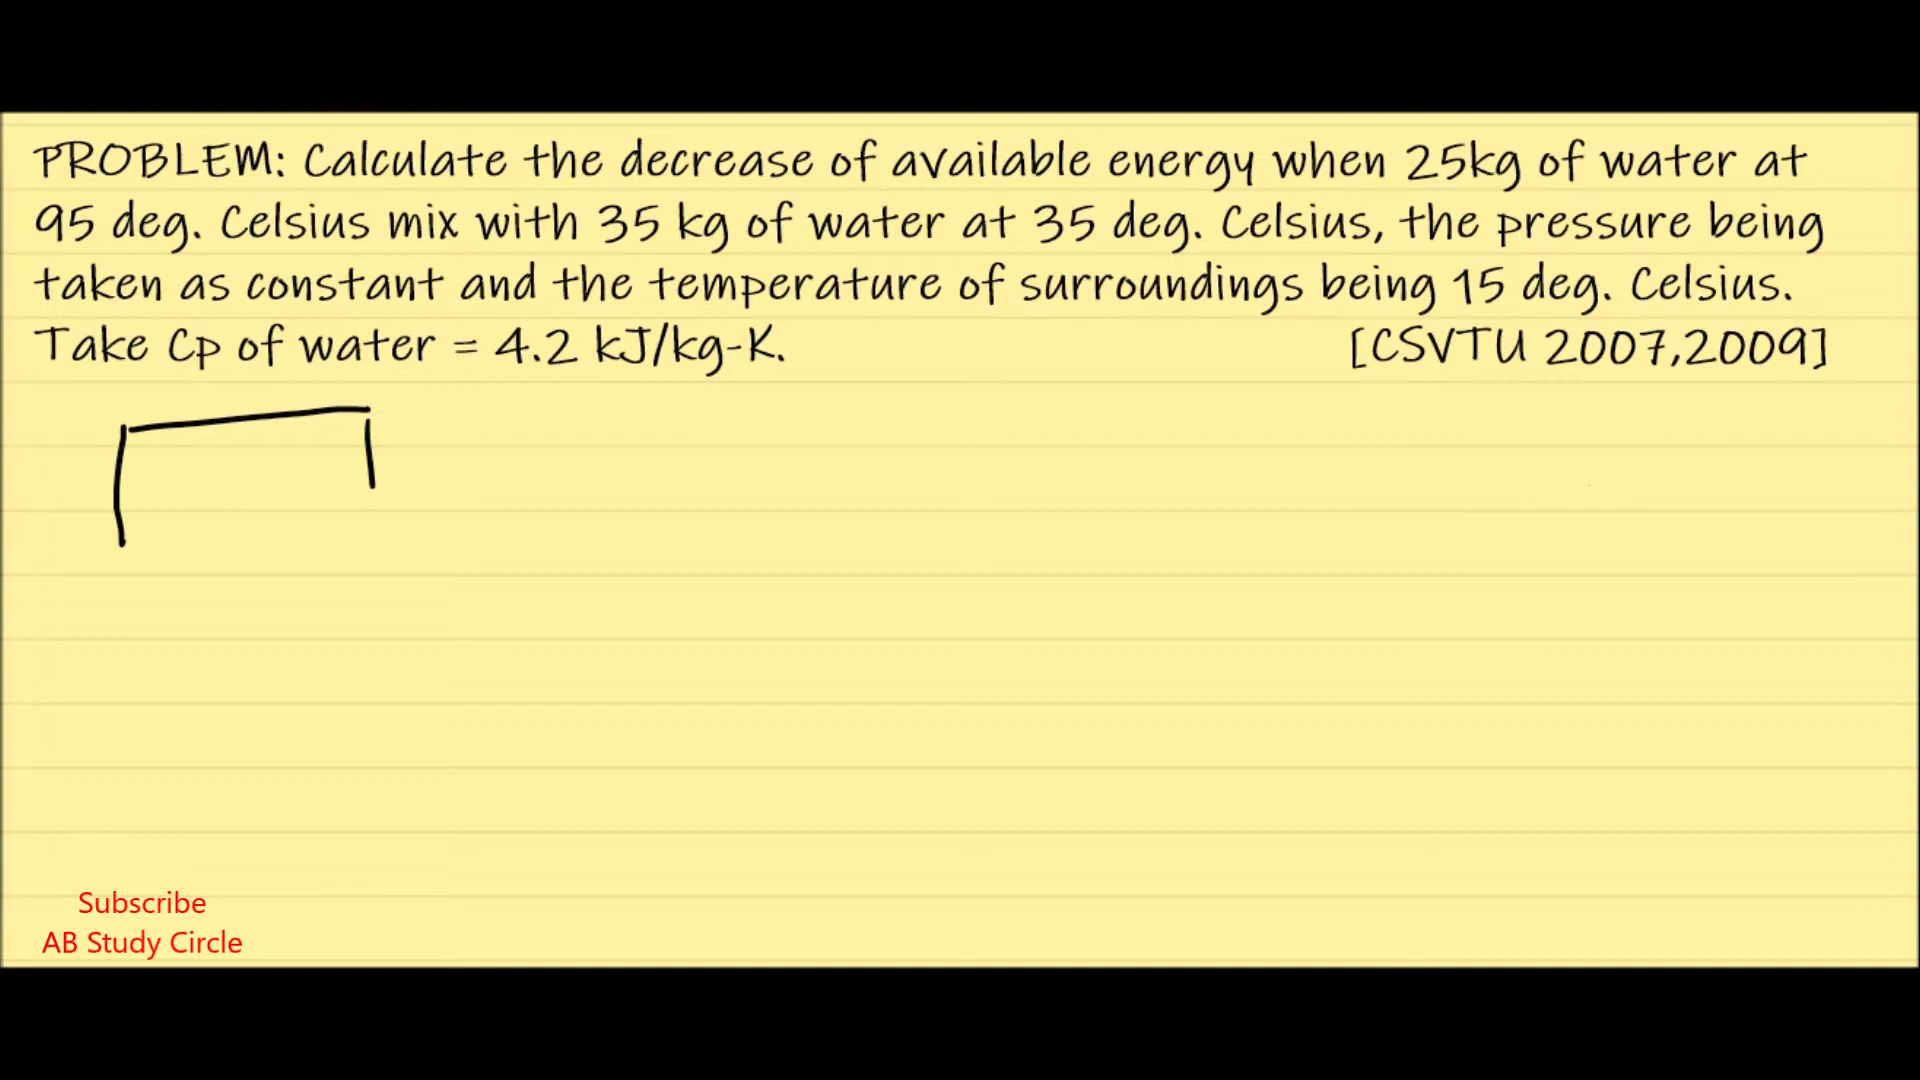 PROBLEM: Calculate the decrease of available energy when 25kg of water at
95 deg. Celsius mix with 35 kg of water at 35 deg. Celsius, the pressure being
taken as constant and the temperature of surroundings being 15 deg. Celsius.
Take Cp of water = 4.2 kJ/kg-K. [CSVTU 2007,2009]
Subscribe
AB Study Circle